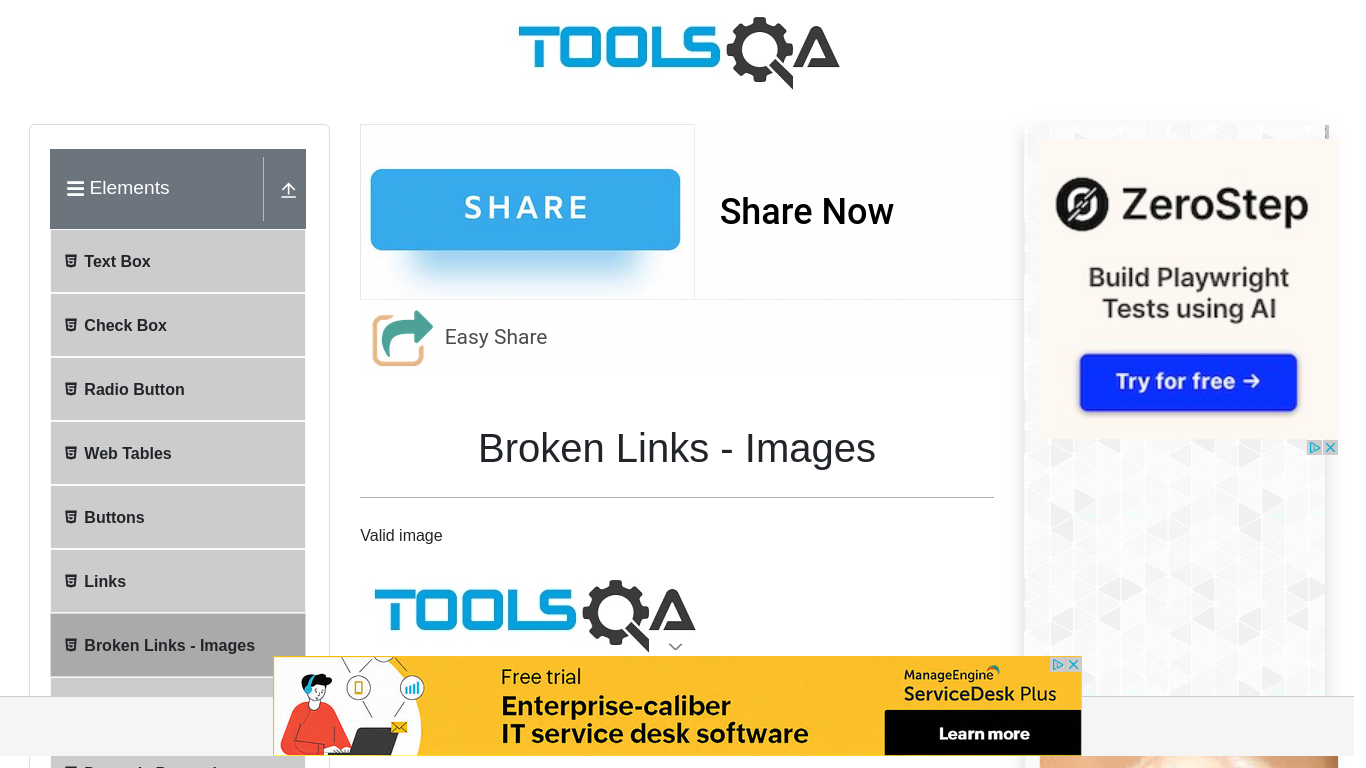 TOOLSQA
Elements
Text Box
Check Box
Radio Button
Web Tables
Buttons
Links
Broken Links - Images
SHARE
Share Now
Easy Share
Broken Links - Images
Valid image
TOOLSQA
ZeroStep
Build Playwright
Tests using AI
Try for free →
Free trial
Enterprise-caliber
IT service desk software
ManageEngine
ServiceDesk Plus
Learn more